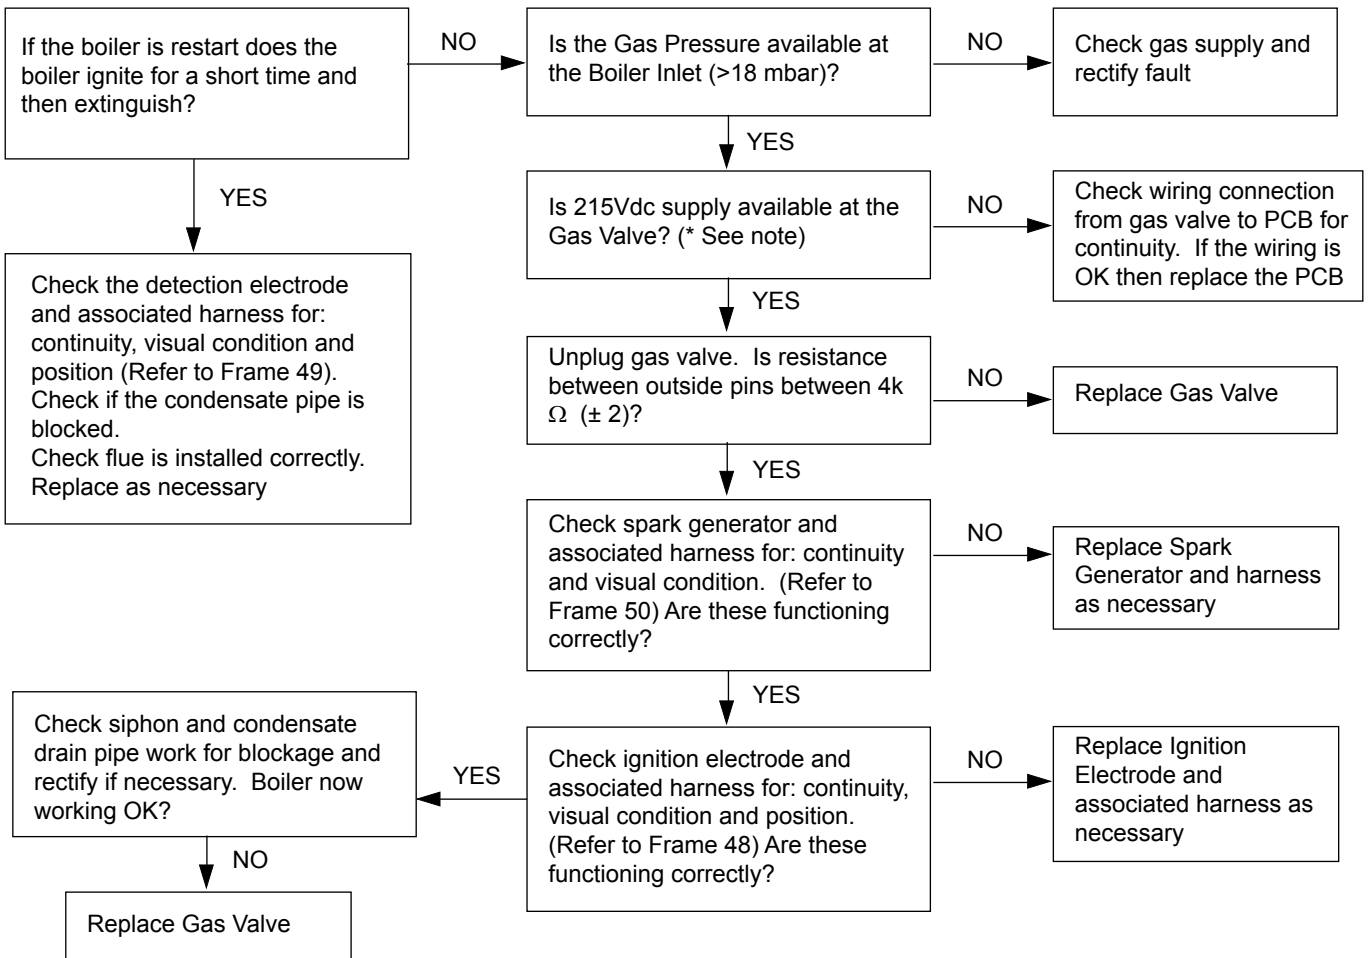 If the boiler is restart does the
boiler ignite for a short time and
then extinguish?
NO
Is the Gas Pressure available at
the Boiler Inlet (>18 mbar)?
NO
Check gas supply and
rectify fault
YES
YES
Is 215Vdc supply available at the
Gas Valve? (* See note)
NO
Check wiring connection
from gas valve to PCB for
continuity.  If the wiring is
OK then replace the PCB
Check the detection electrode
and associated harness for:
continuity, visual condition and
position (Refer to Frame 49).
Check if the condensate pipe is
blocked.
Check flue is installed correctly.
Replace as necessary
YES
Unplug gas valve.  Is resistance
between outside pins between 4k
Ω  (± 2)?
NO
Replace Gas Valve
YES
Check spark generator and
associated harness for: continuity
and visual condition.  (Refer to
Frame 50) Are these functioning
correctly?
NO
Replace Spark
Generator and harness
as necessary
YES
Check ignition electrode and
associated harness for: continuity,
visual condition and position.
(Refer to Frame 48) Are these
functioning correctly?
NO
Replace Ignition
Electrode and
associated harness as
necessary
YES
Check siphon and condensate
drain pipe work for blockage and
rectify if necessary.  Boiler now
working OK?
NO
Replace Gas Valve